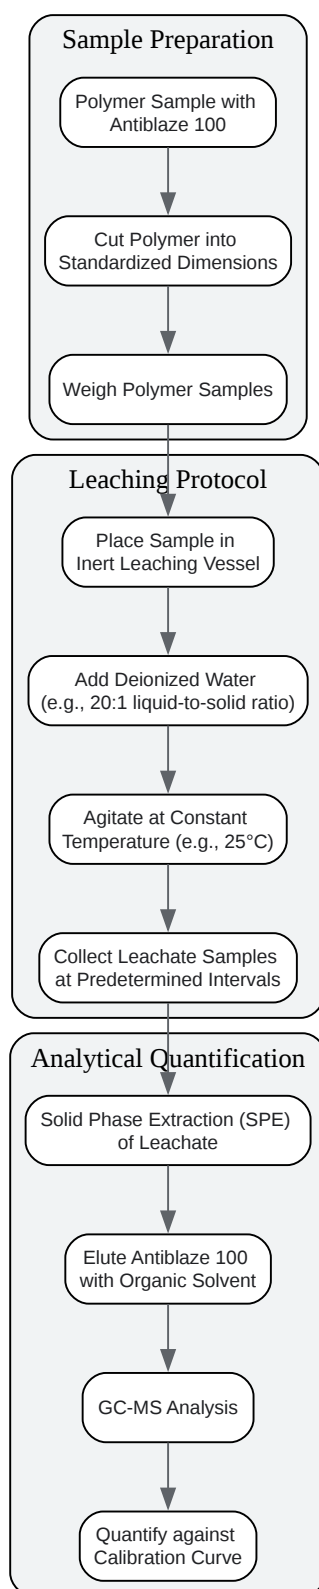 Sample Preparation
Polymer Sample with
Antiblaze 100
Cut Polymer into
Standardized Dimensions
Weigh Polymer Samples
Leaching Protocol
Place Sample in
Inert Leaching Vessel
Add Deionized Water
(e.g., 20:1 liquid-to-solid ratio)
Agitate at Constant
Temperature (e.g., 25°C)
Collect Leachate Samples
at Predetermined Intervals
Analytical Quantification
Solid Phase Extraction (SPE)
of Leachate
Elute Antiblaze 100
with Organic Solvent
GC-MS Analysis
Quantify against
Calibration Curve